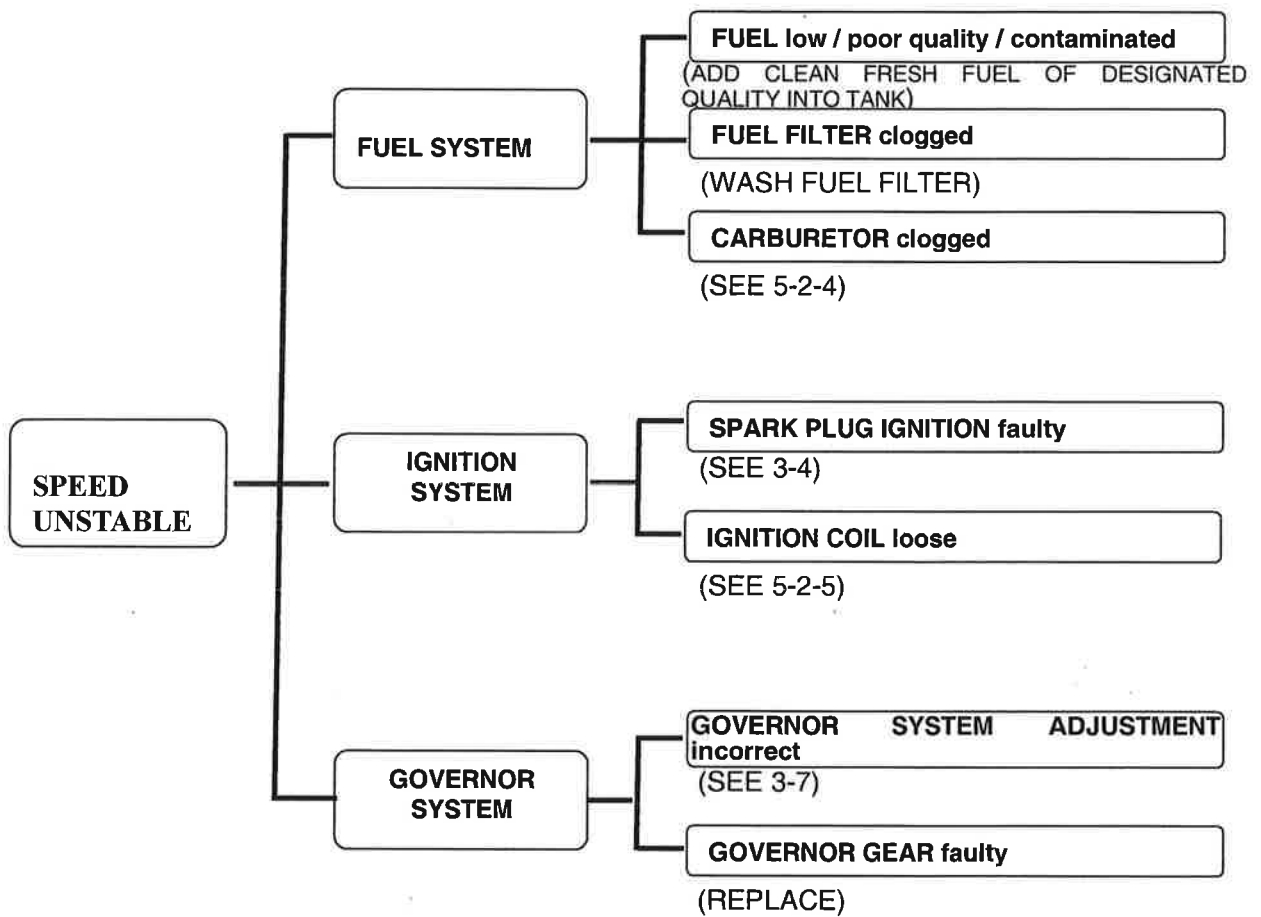 FUEL low / poor quality / contaminated
(ADD CLEAN FRESH FUEL OF DESIGNATED
QUALITY INTO TANK)
FUEL SYSTEM
FUEL FILTER clogged
(WASH FUEL FILTER)
CARBURETOR clogged
(SEE 5-2-4)
SPEED
UNSTABLE
IGNITION
SYSTEM
SPARK PLUG IGNITION faulty
(SEE 3-4)
IGNITION COIL loose
(SEE 5-2-5)
GOVERNOR
SYSTEM
GOVERNOR SYSTEM ADJUSTMENT
incorrect
(SEE 3-7)
GOVERNOR GEAR faulty
(REPLACE)